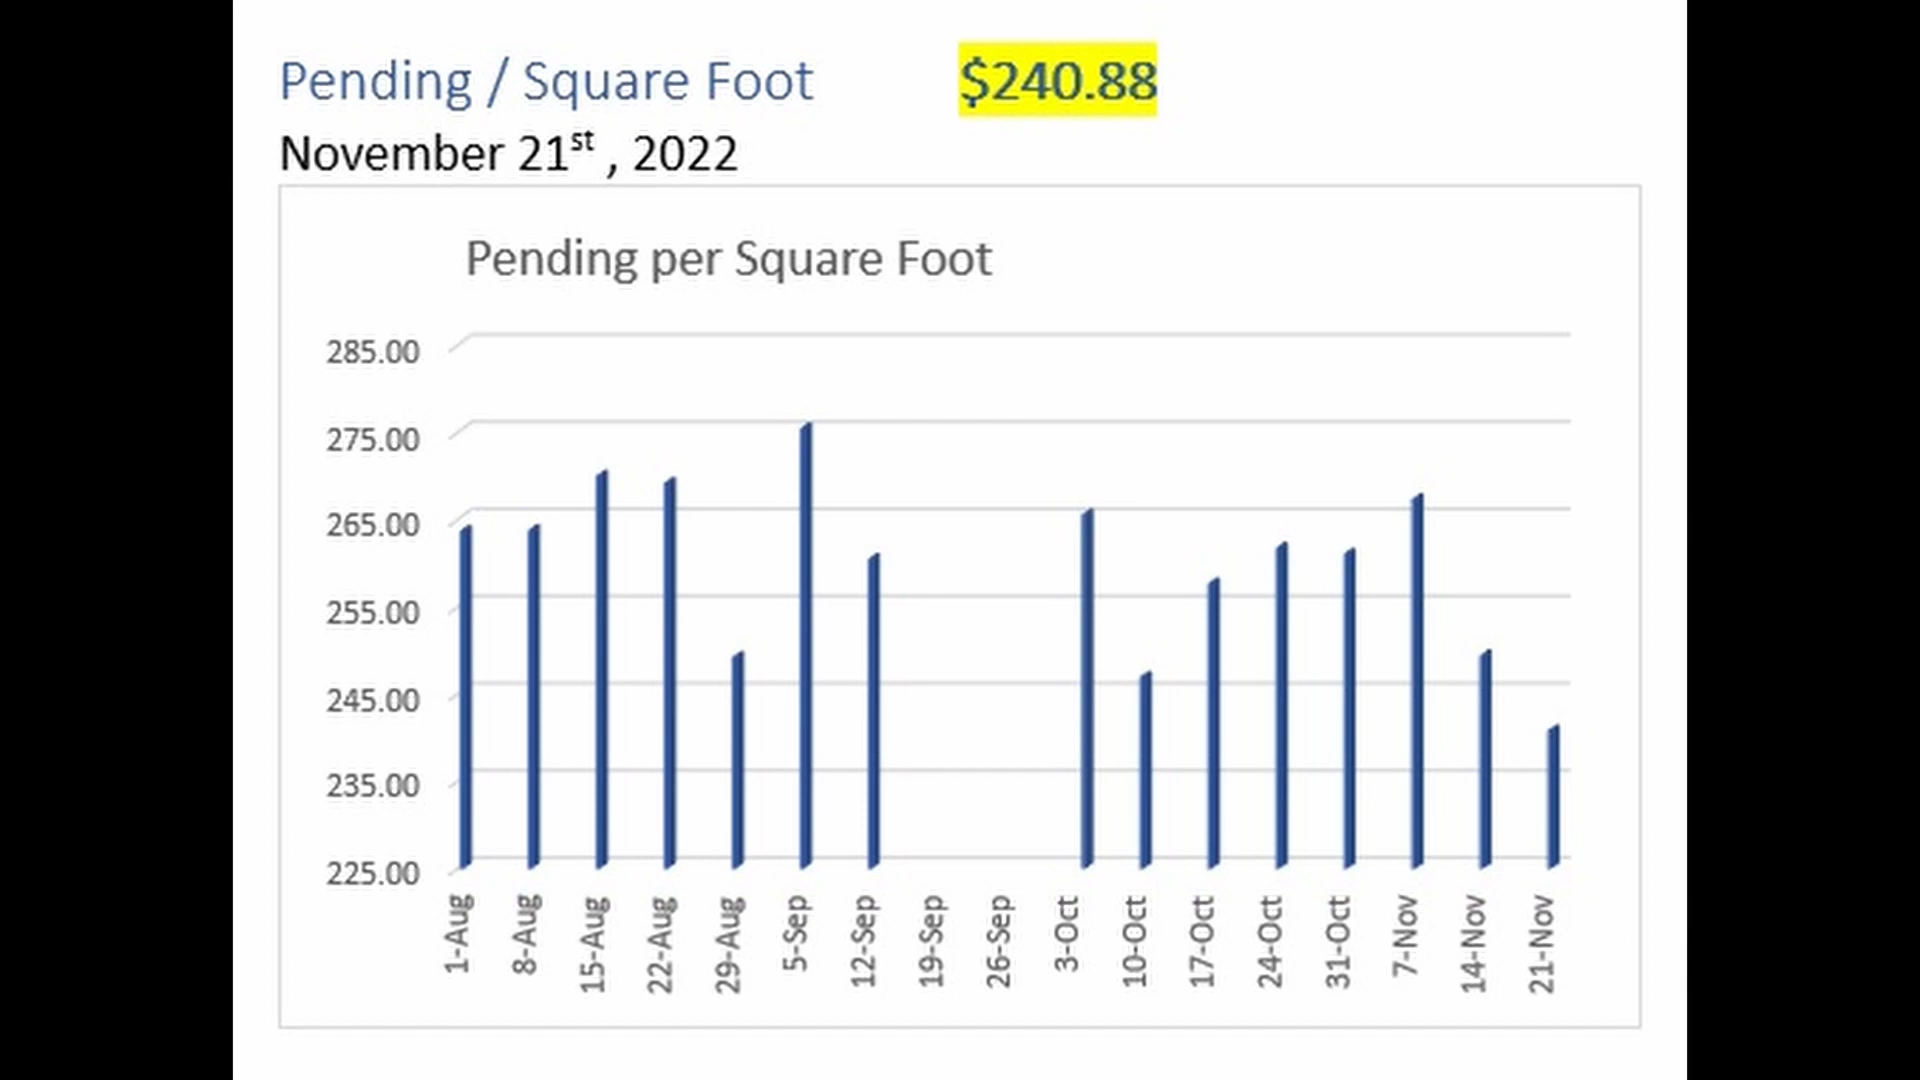 Pending / Square Foot $240.88
November 21st , 2022
Pending per Square Foot
285.00
275.00
265.00
255.00
245.00
235.00
225.00
1-Aug
8-Aug
15-Aug
22-Aug
29-Aug
5-Sep
12-Sep
19-Sep
26-Sep
3-Oct
10-Oct
17-Oct
24-Oct
31-Oct
7-Nov
14-Nov
21-Nov